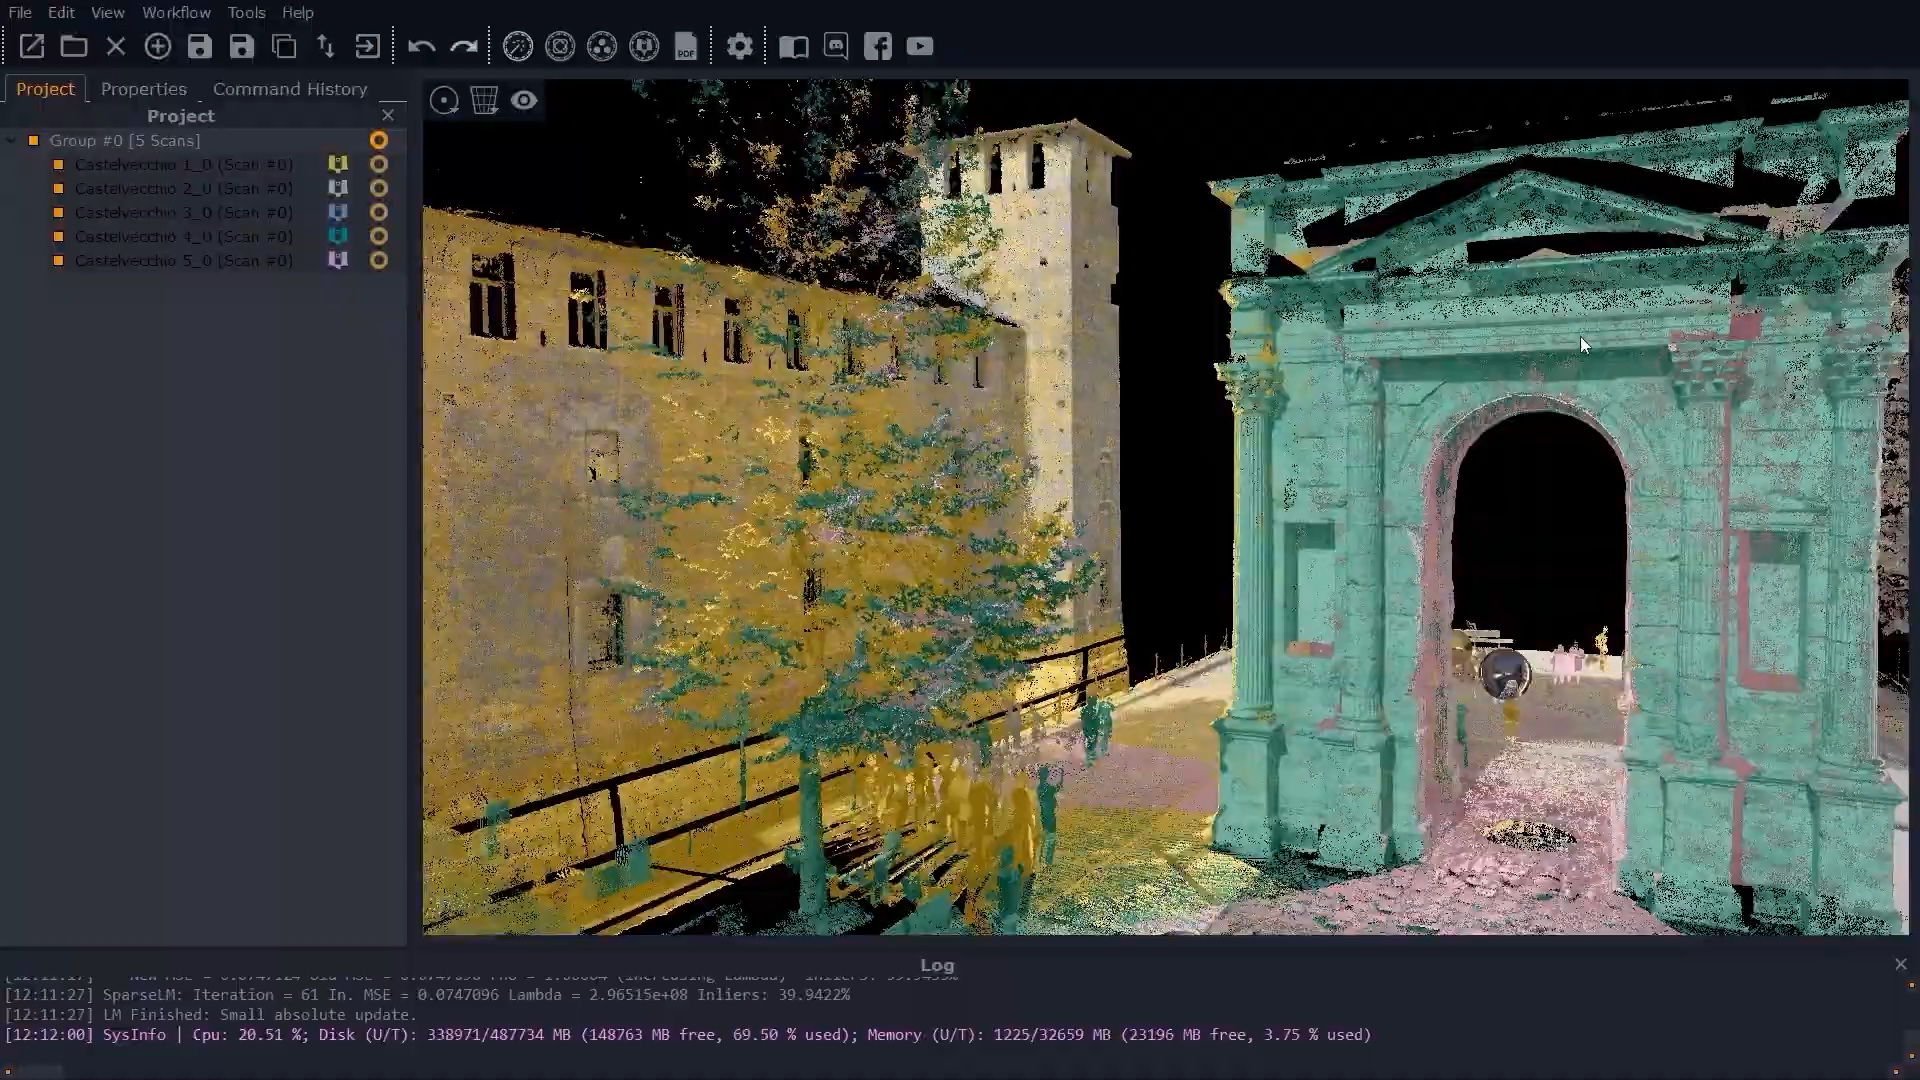 File Edit View Workflow Tools Help
PDF
Project Properties Command History
Project
Group #0 [5 Scans]
Castelvecchio 1_0 (Scan #0)
Castelvecchio 2_0 (Scan #0)
Castelvecchio 3_0 (Scan #0)
Castelvecchio 4_0 (Scan #0)
Castelvecchio 5_0 (Scan #0)
Log
[12:11:27] SparseLM: Iteration = 61 In. MSE = 0.0747096 Lambda = 2.96515e+08 Inliers: 39.9422%
[12:11:27] LM Finished: Small absolute update.
[12:12:00] SysInfo | Cpu: 20.51 %; Disk (U/T): 338971/487734 MB (148763 MB free, 69.50 % used); Memory (U/T): 1225/32659 MB (23196 MB free, 3.75 % used)